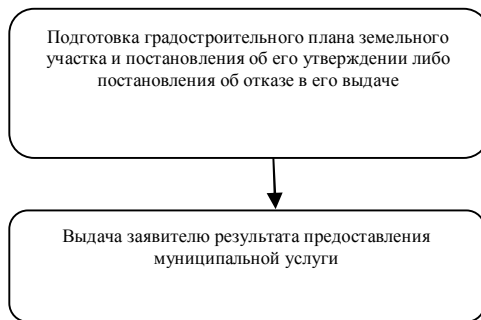 Подготовка градостроительного плана земельного
участка и постановления об его утверждении либо
постановления об отказе в его выдаче
Выдача заявителю результата предоставления
муниципальной услуги